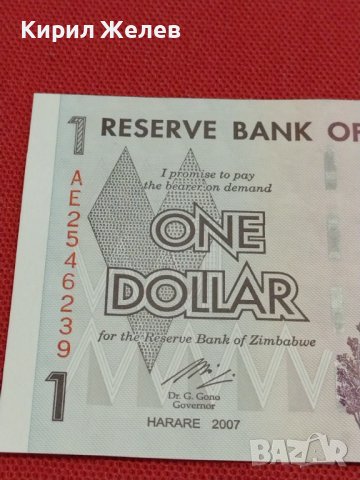 Кирил Желев
1 RESERVE BANK OF
I promise to pay
the bearer on demand
AE2546239
ONE
DOLLAR
for the Reserve Bank of Zimbabwe
Dr. G. Gono
Governor
1
HARARE 2007
BAZAR